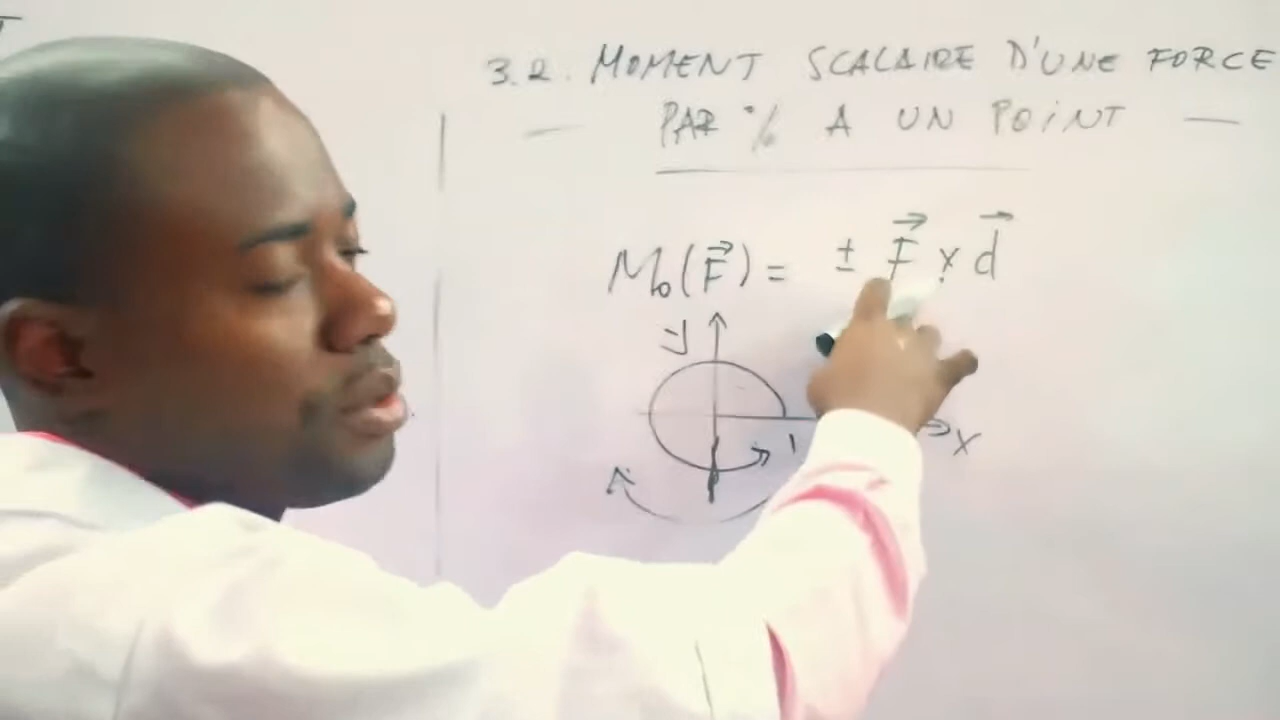 3.2. MOMENT SCALAIRE D'UNE FORCE
PAR % A UN POINT
M₀(F⃗) = ± F⃗ x d⃗
y
x